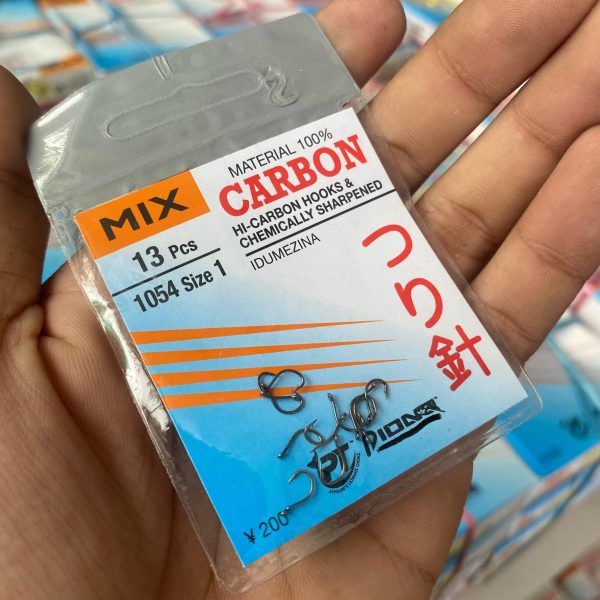 MIX
13 Pcs
1054 Size 1
MATERIAL 100%
CARBON
HI-CARBON HOOKS &
CHEMICALLY SHARPENED
IDUMEZINA
つり針
PIONA
¥200